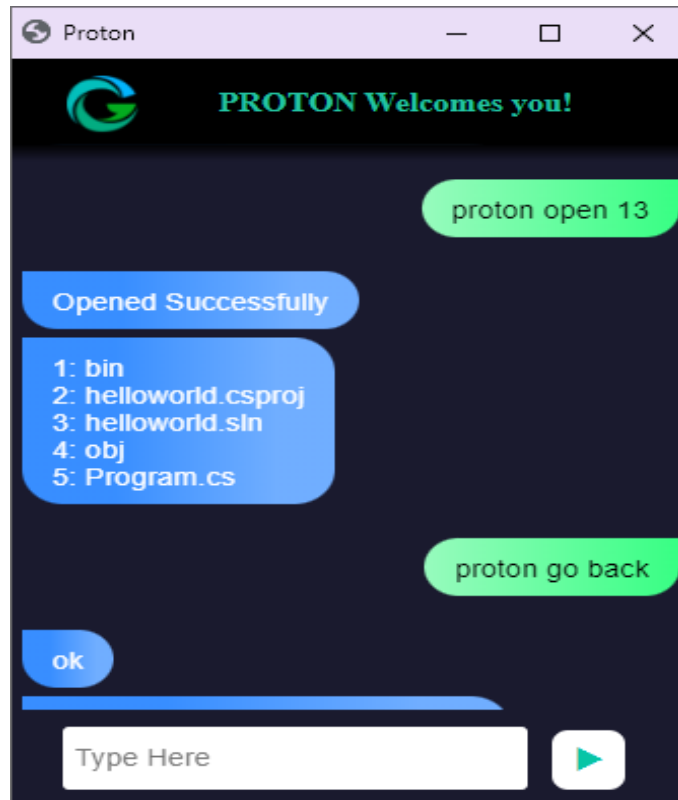 Proton
PROTON Welcomes you!
proton open 13
Opened Successfully
1: bin
2: helloworld.csproj
3: helloworld.sln
4: obj
5: Program.cs
proton go back
ok
Type Here